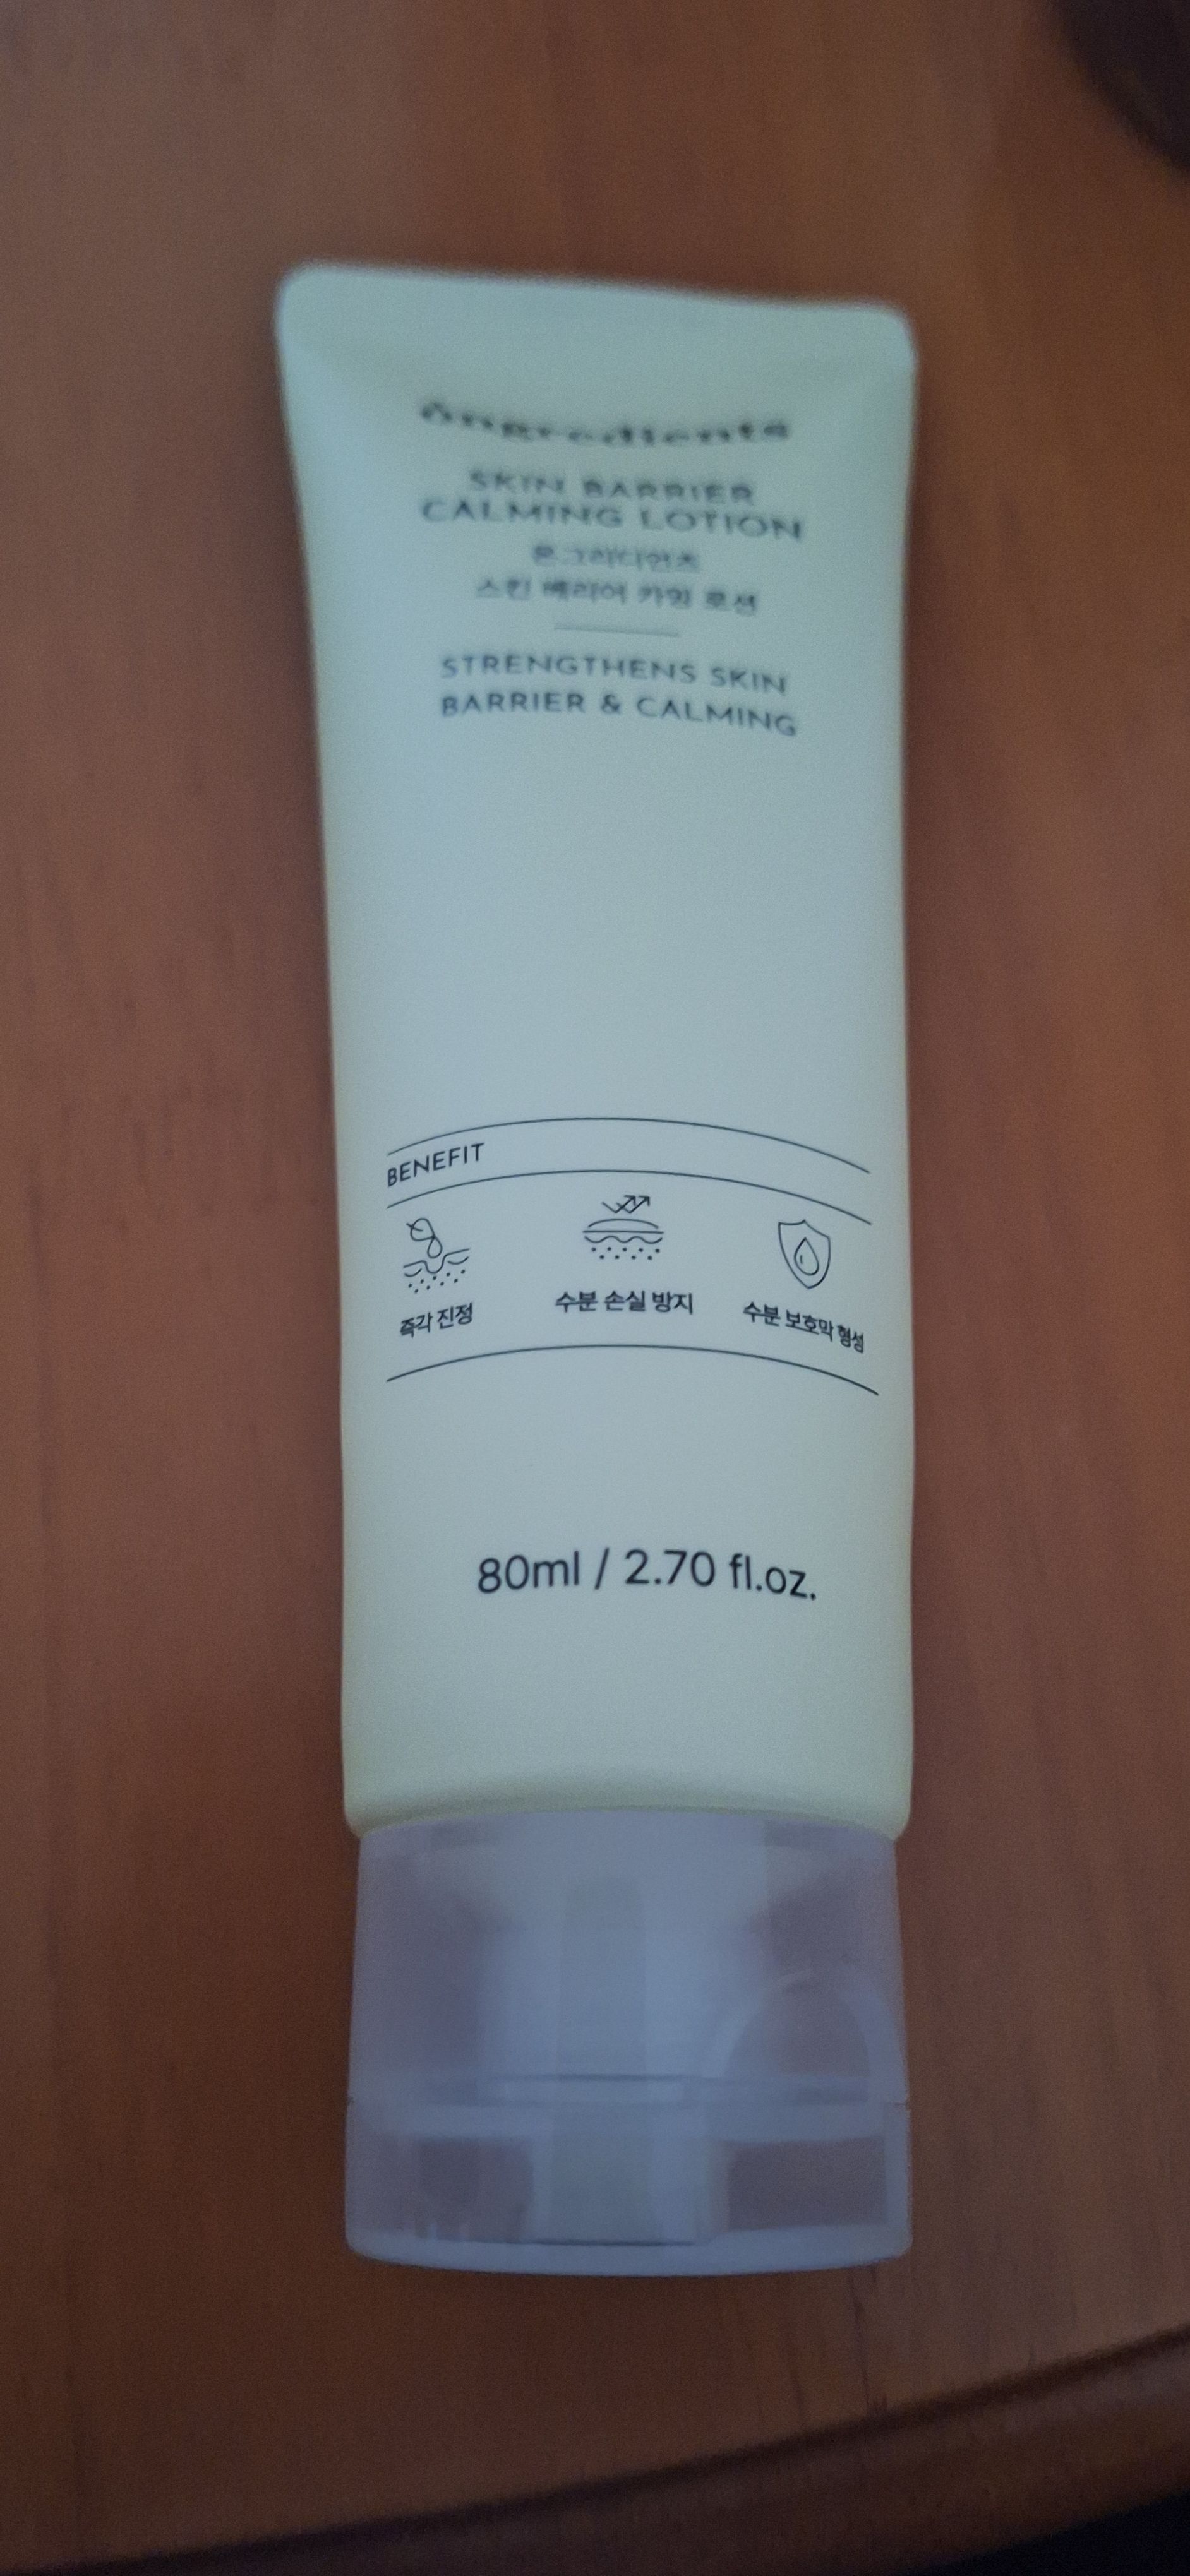 ongredients
SKIN BARRIER
CALMING LOTION
온그리디언츠
스킨 베리어 카밍 로션
STRENGTHENS SKIN
BARRIER & CALMING
BENEFIT
즉각 진정
수분 손실 방지
수분 보호막 형성
80ml / 2.70 fl.oz.